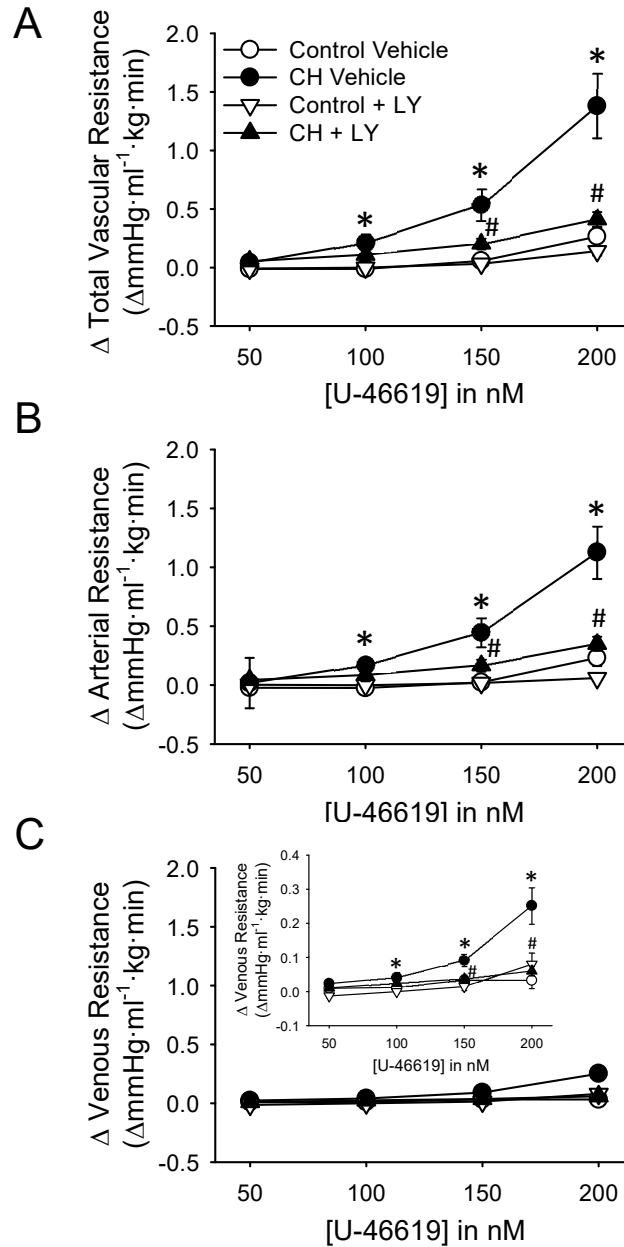 A
Δ Total Vascular Resistance
(ΔmmHg·ml⁻¹·kg·min)
2.0
1.5
1.0
0.5
0.0
-0.5
Control Vehicle
CH Vehicle
Control + LY
CH + LY
*
*
*
#
#
50 100 150 200
[U-46619] in nM
B
Δ Arterial Resistance
(ΔmmHg·ml⁻¹·kg·min)
2.0
1.5
1.0
0.5
0.0
-0.5
*
*
*
#
#
50 100 150 200
[U-46619] in nM
C
Δ Venous Resistance
(ΔmmHg·ml⁻¹·kg·min)
2.0
1.5
1.0
0.5
0.0
-0.5
Δ Venous Resistance
(ΔmmHg·ml⁻¹·kg·min)
0.4
0.3
0.2
0.1
0.0
-0.1
*
*
*
#
#
50 100 150 200
[U-46619] in nM
50 100 150 200
[U-46619] in nM